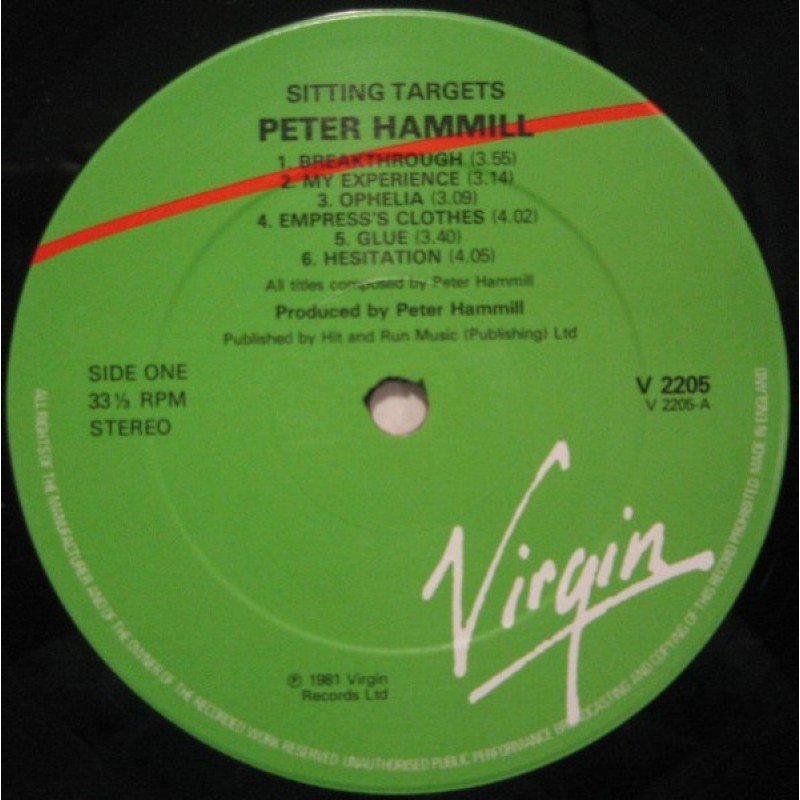 SITTING TARGETS
PETER HAMMILL
1. BREAKTHROUGH (3.55)
2. MY EXPERIENCE (3.14)
3. OPHELIA (3.09)
4. EMPRESS'S CLOTHES (4.02)
5. GLUE (3.40)
6. HESITATION (4.05)
All titles composed by Peter Hammill
Produced by Peter Hammill
Published by Hit and Run Music (Publishing) Ltd
SIDE ONE
33⅓ RPM
STEREO
V 2205
V 2205-A
Virgin
℗ 1981 Virgin
Records Ltd
ALL RIGHTS OF THE MANUFACTURER AND OF THE OWNER OF THE RECORDED WORK RESERVED. UNAUTHORISED PUBLIC PERFORMANCE BROADCASTING AND COPYING OF THIS RECORD PROHIBITED MADE IN ENGLAND